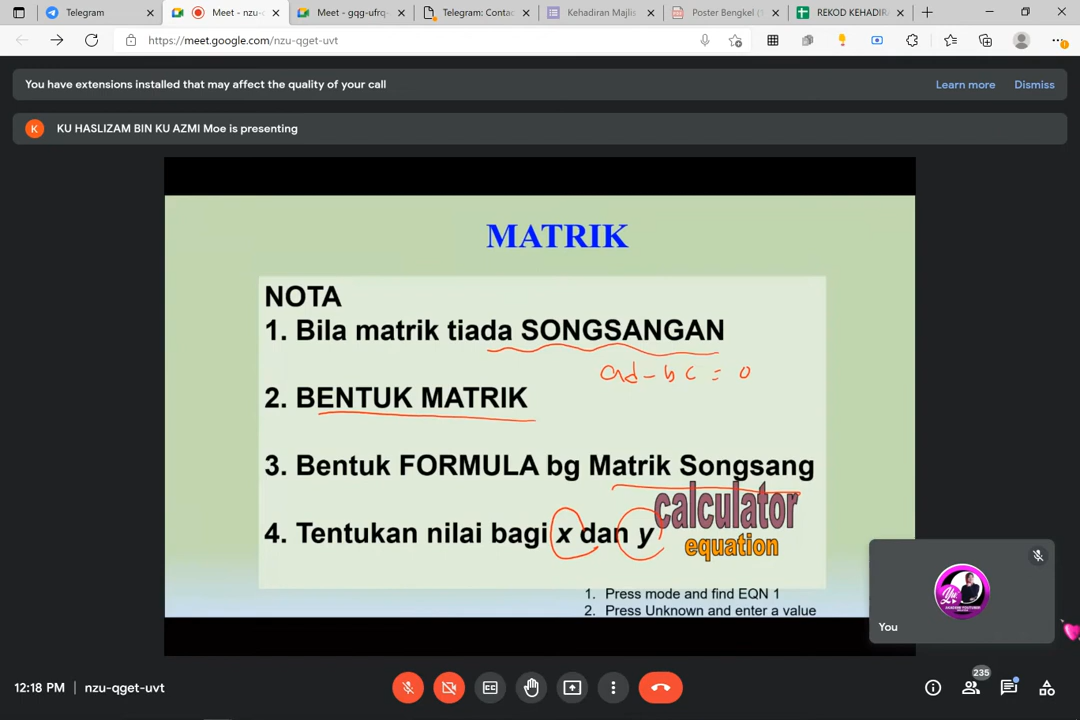 Telegram
Meet - nzu-c
Meet - gqg-ufrq-
Telegram: Contac
Kehadiran Majlis
Poster Bengkel (1
REKOD KEHADIRA
https://meet.google.com/nzu-qget-uvt
You have extensions installed that may affect the quality of your call
Learn more
Dismiss
K
KU HASLIZAM BIN KU AZMI Moe is presenting
MATRIK
NOTA
1. Bila matrik tiada SONGSANGAN
ad - bc = 0
2. BENTUK MATRIK
3. Bentuk FORMULA bg Matrik Songsang
calculator
4. Tentukan nilai bagi x dan y
equation
1. Press mode and find EQN 1
2. Press Unknown and enter a value
You
12:18 PM
nzu-qget-uvt
235